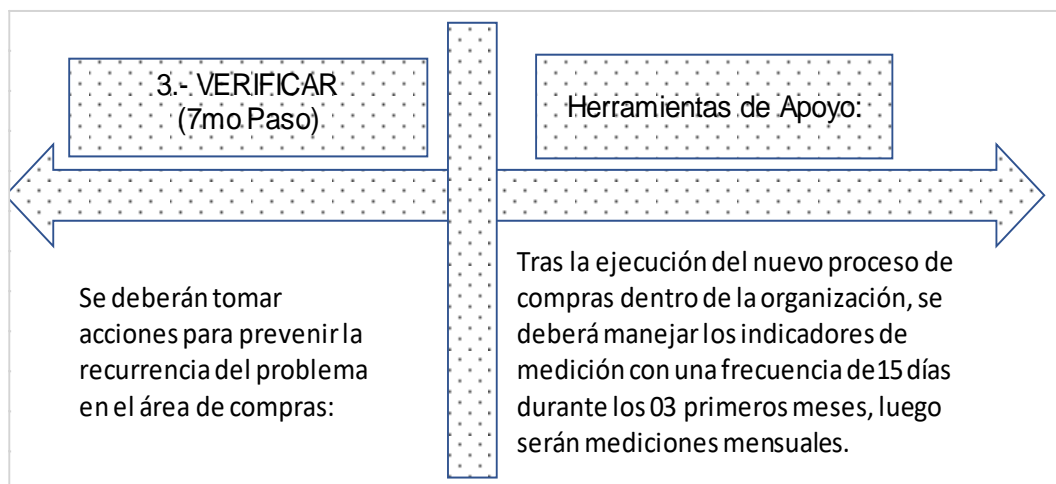 3.- VERIFICAR
(7mo Paso)
Se deberán tomar
acciones para prevenir la
recurrencia del problema
en el área de compras:
Herramientas de Apoyo:
Tras la ejecución del nuevo proceso de
compras dentro de la organización, se
deberá manejar los indicadores de
medición con una frecuencia de 15 días
durante los 03 primeros meses, luego
serán mediciones mensuales.